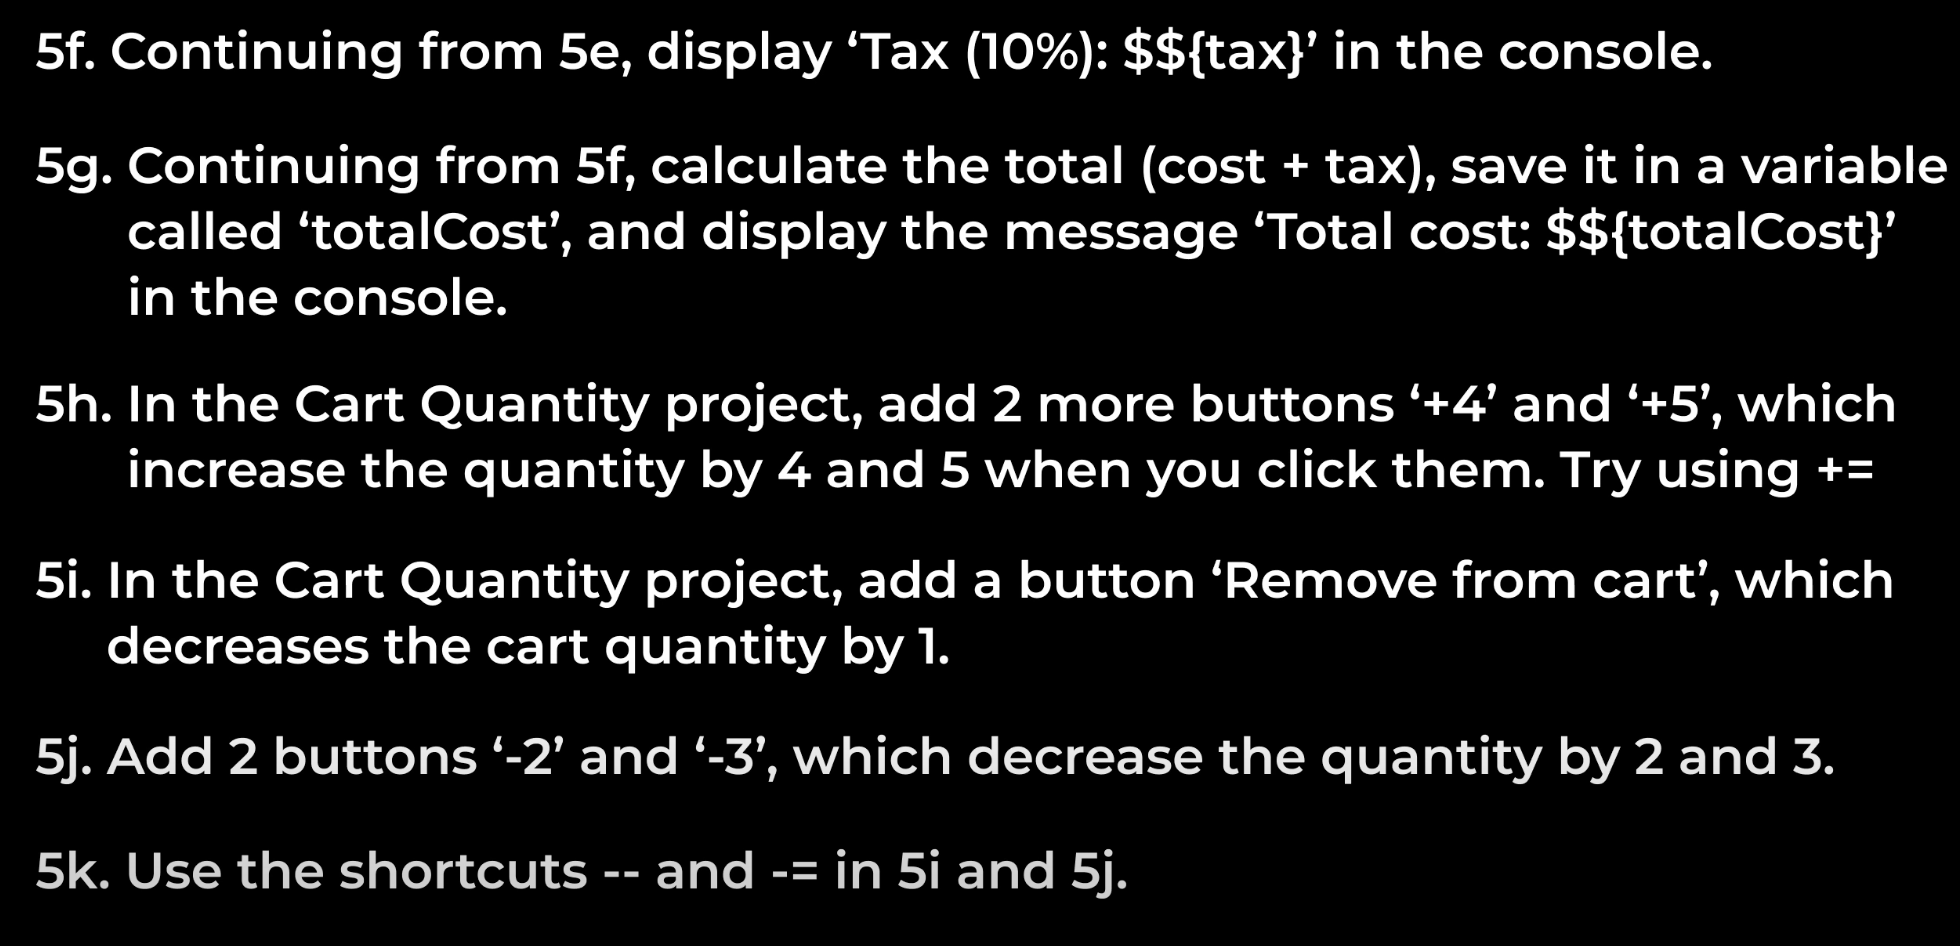 5f. Continuing from 5e, display ‘Tax (10%): $${tax}’ in the console.
5g. Continuing from 5f, calculate the total (cost + tax), save it in a variable
called ‘totalCost’, and display the message ‘Total cost: $${totalCost}’
in the console.
5h. In the Cart Quantity project, add 2 more buttons ‘+4’ and ‘+5’, which
increase the quantity by 4 and 5 when you click them. Try using +=
5i. In the Cart Quantity project, add a button ‘Remove from cart’, which
decreases the cart quantity by 1.
5j. Add 2 buttons ‘-2’ and ‘-3’, which decrease the quantity by 2 and 3.
5k. Use the shortcuts -- and -= in 5i and 5j.